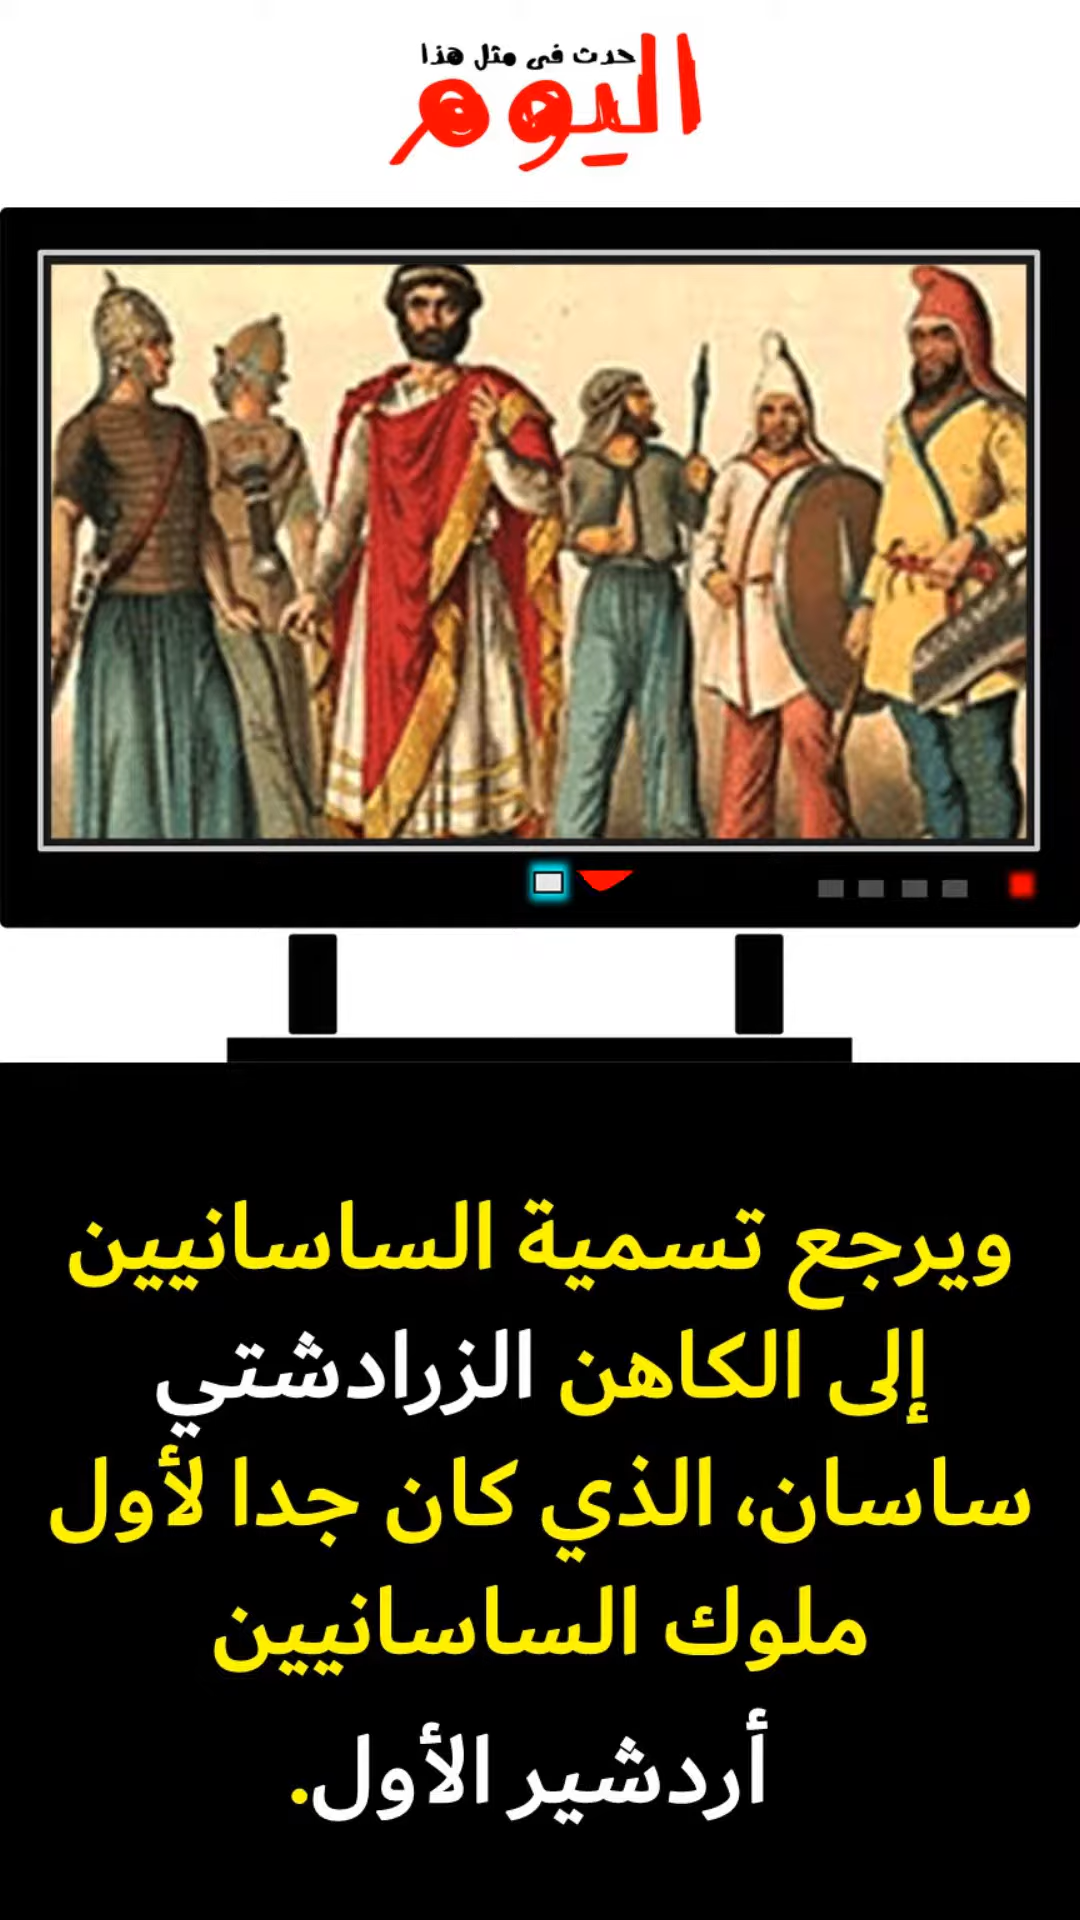 حدث في مثل هذا
اليوم
ويرجع تسمية الساسانيين
إلى الكاهن الزرادشتي
ساسان، الذي كان جدا لأول
ملوك الساسانيين
أردشير الأول.